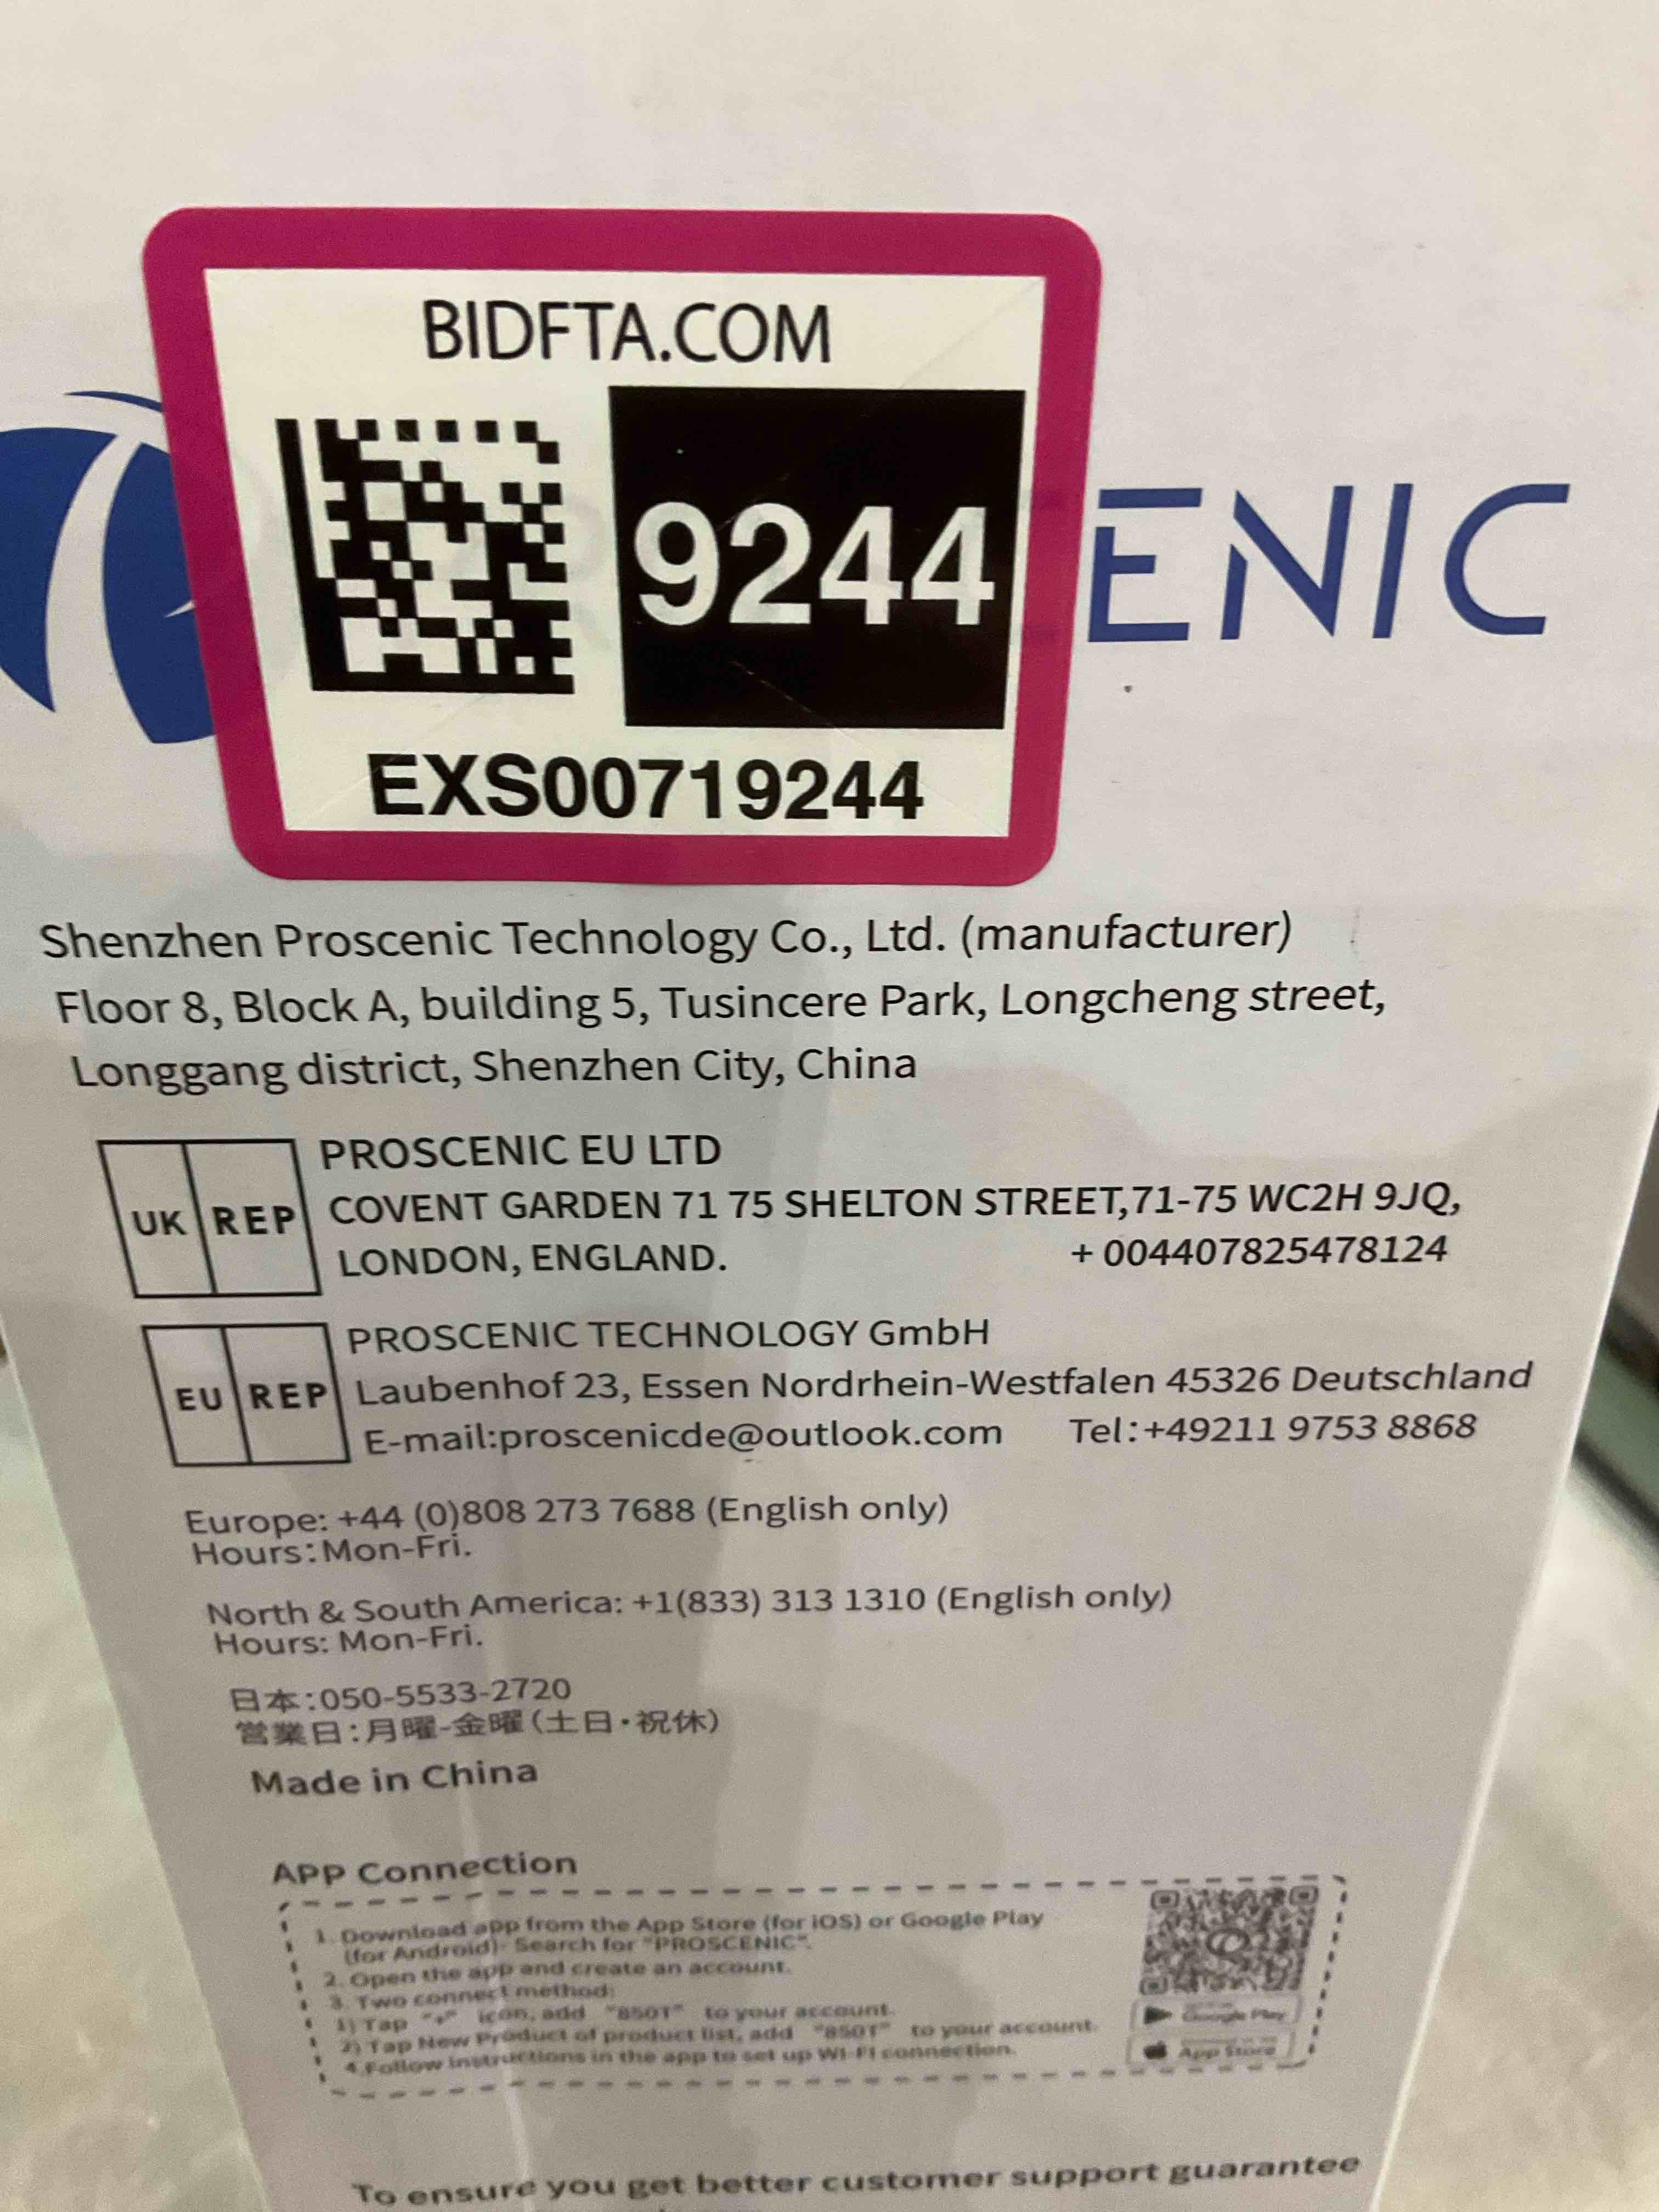 BIDFTA.COM
9244
EXS00719244
ENIC
Shenzhen Proscenic Technology Co., Ltd. (manufacturer)
Floor 8, Block A, building 5, Tusincere Park, Longcheng street,
Longgang district, Shenzhen City, China
UK REP
PROSCENIC EU LTD
COVENT GARDEN 71 75 SHELTON STREET,71-75 WC2H 9JQ,
LONDON, ENGLAND. + 004407825478124
EU REP
PROSCENIC TECHNOLOGY GmbH
Laubenhof 23, Essen Nordrhein-Westfalen 45326 Deutschland
E-mail:proscenicde@outlook.com Tel:+49211 9753 8868
Europe: +44 (0)808 273 7688 (English only)
Hours:Mon-Fri.
North & South America: +1(833) 313 1310 (English only)
Hours: Mon-Fri.
日本:050-5533-2720
営業日:月曜-金曜(土日・祝休)
Made in China
APP Connection
1. Download app from the App Store (for iOS) or Google Play
(for Android)- Search for "PROSCENIC".
2. Open the app and create an account.
3. Two connect method:
1) Tap "+" icon, add "850T" to your account.
2) Tap New Product of product list, add "850T" to your account.
4.Follow instructions in the app to set up Wi-Fi connection.
Google Play
App Store
To ensure you get better customer support guarantee